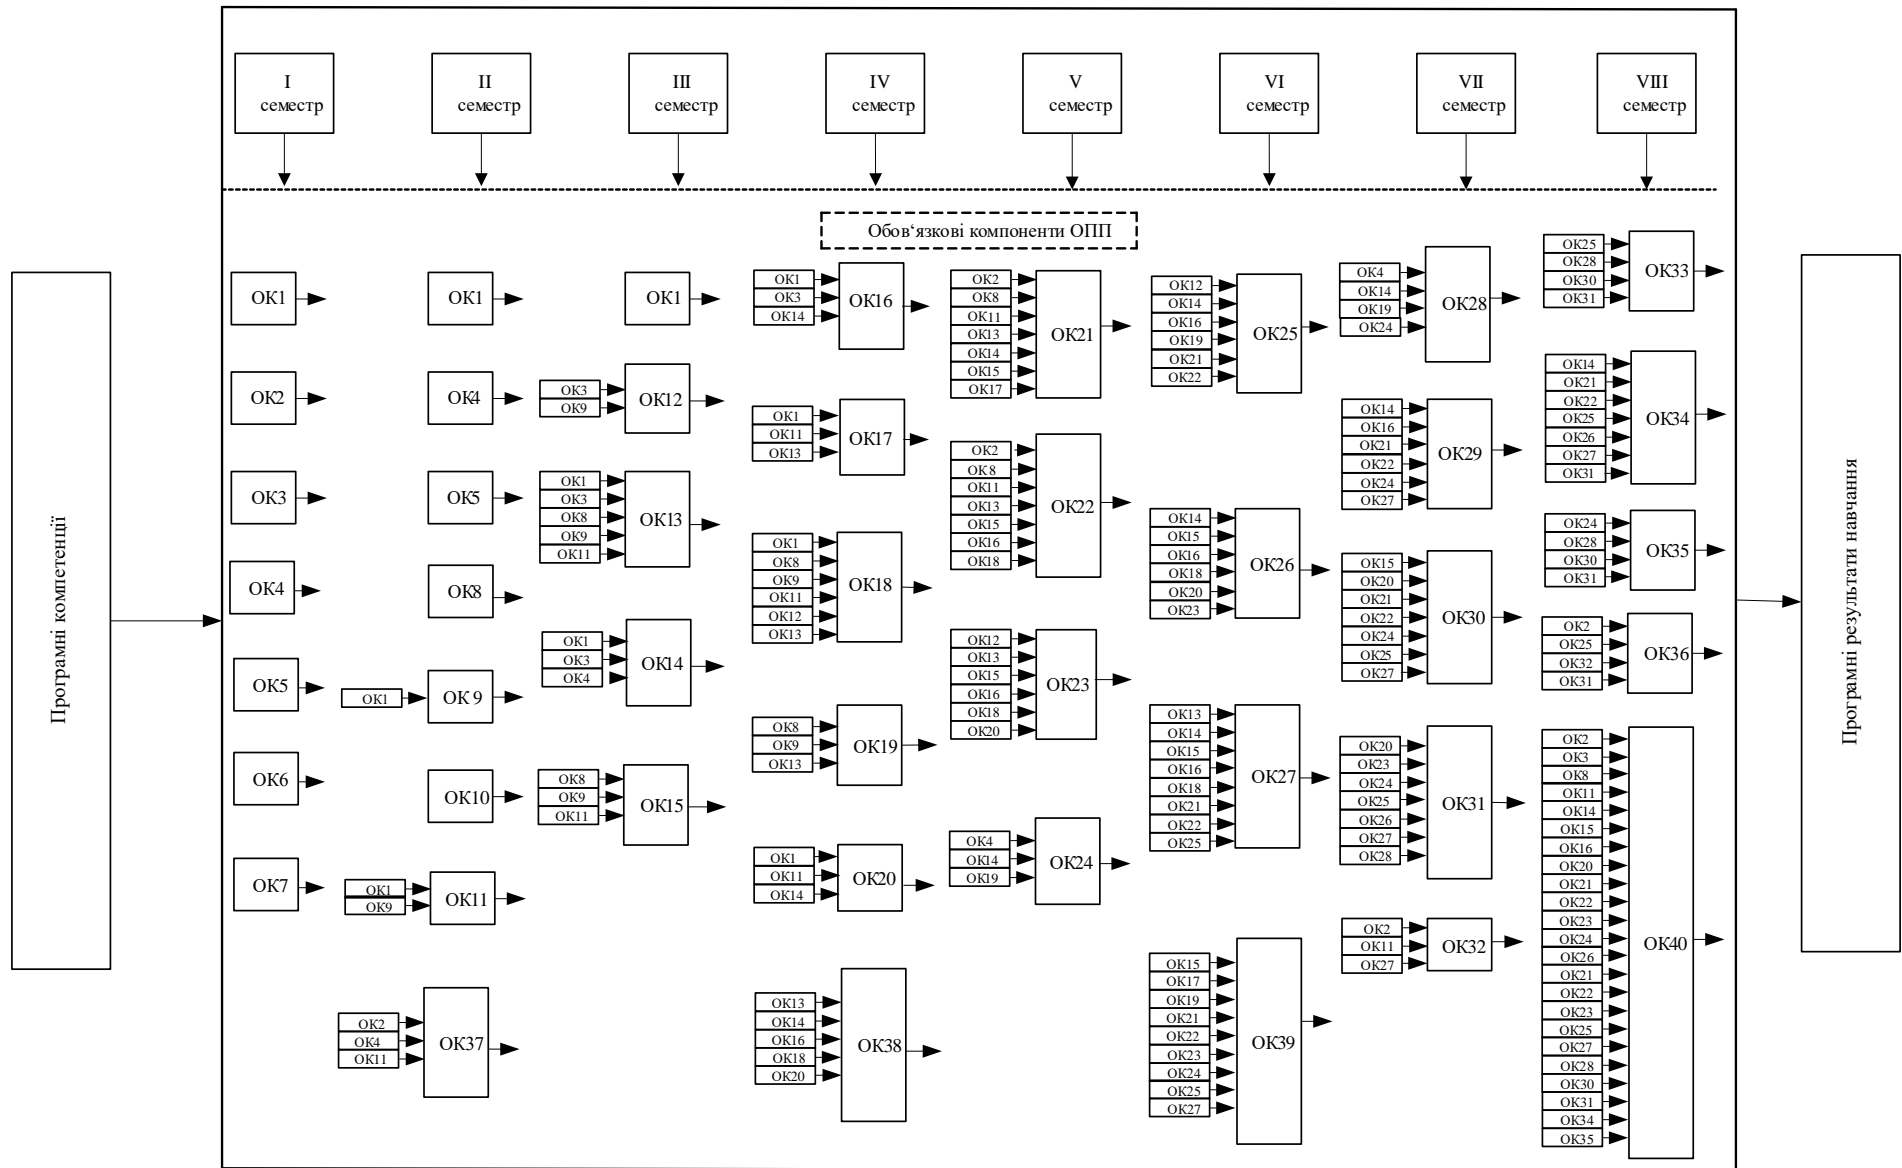 I
семестр
II
семестр
III
семестр
IV
семестр
V
семестр
VI
семестр
VII
семестр
VIII
семестр
Обов‘язкові компоненти ОПП
Програмні компетенції
ОК1
ОК2
ОК3
ОК4
ОК5
ОК6
ОК7
ОК1
ОК4
ОК5
ОК8
ОК1
ОК 9
ОК10
ОК1
ОК9
ОК11
ОК2
ОК4
ОК11
ОК37
ОК1
ОК3
ОК9
ОК12
ОК1
ОК3
ОК8
ОК9
ОК11
ОК13
ОК1
ОК3
ОК4
ОК14
ОК8
ОК9
ОК11
ОК15
ОК1
ОК3
ОК14
ОК16
ОК1
ОК11
ОК13
ОК17
ОК1
ОК8
ОК9
ОК11
ОК12
ОК13
ОК18
ОК8
ОК9
ОК13
ОК19
ОК1
ОК11
ОК14
ОК20
ОК13
ОК14
ОК16
ОК18
ОК20
ОК38
ОК2
ОК8
ОК11
ОК13
ОК14
ОК15
ОК17
ОК21
ОК2
ОК 8
ОК11
ОК13
ОК15
ОК16
ОК18
ОК22
ОК12
ОК13
ОК15
ОК16
ОК18
ОК20
ОК23
ОК4
ОК14
ОК19
ОК24
ОК12
ОК14
ОК16
ОК19
ОК21
ОК22
ОК25
ОК14
ОК15
ОК16
ОК18
ОК20
ОК23
ОК26
ОК13
ОК14
ОК15
ОК16
ОК18
ОК21
ОК22
ОК25
ОК27
ОК15
ОК17
ОК19
ОК21
ОК22
ОК23
ОК24
ОК25
ОК27
ОК39
ОК4
ОК14
ОК19
ОК24
ОК28
ОК14
ОК16
ОК21
ОК22
ОК24
ОК27
ОК29
ОК15
ОК20
ОК21
ОК22
ОК24
ОК25
ОК27
ОК30
ОК20
ОК23
ОК24
ОК25
ОК26
ОК27
ОК28
ОК31
ОК2
ОК11
ОК27
ОК32
ОК25
ОК28
ОК30
ОК31
ОК33
ОК14
ОК21
ОК22
ОК25
ОК26
ОК27
ОК31
ОК34
ОК24
ОК28
ОК30
ОК31
ОК35
ОК2
ОК25
ОК32
ОК31
ОК36
ОК2
ОК3
ОК8
ОК11
ОК14
ОК15
ОК16
ОК20
ОК21
ОК22
ОК23
ОК24
ОК26
ОК21
ОК22
ОК23
ОК25
ОК27
ОК28
ОК30
ОК31
ОК34
ОК35
ОК40
Програмні результати навчання